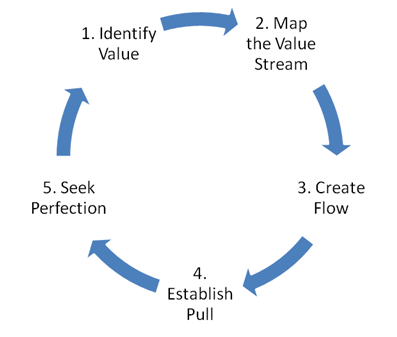 1. Identify
Value
2. Map
the Value
Stream
3. Create
Flow
4.
Establish
Pull
5. Seek
Perfection